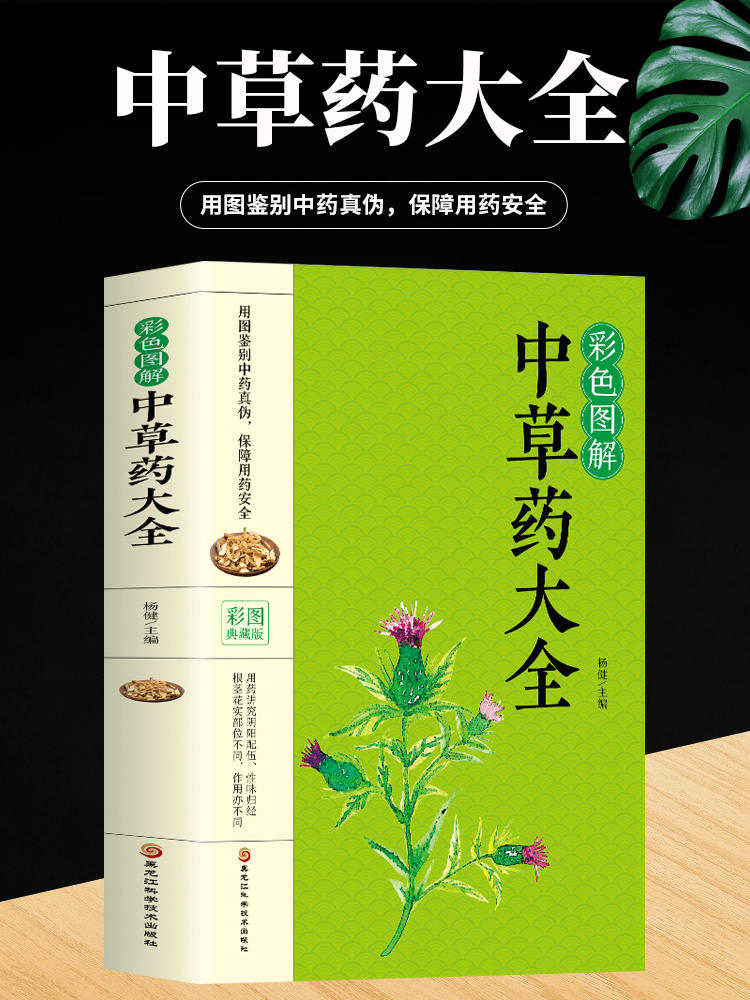 中草药大全
用图鉴别中药真伪，保障用药安全
彩色图解
中草药大全
杨健/主编
黑龙江科学技术出版社
用图鉴别中药真伪，保障用药安全
彩图
典藏版
用药讲究阴阳配伍、性味归经
根茎花实部位不同，作用亦不同
黑龙江科学技术出版社
彩色图解
中草药大全
杨健/主编